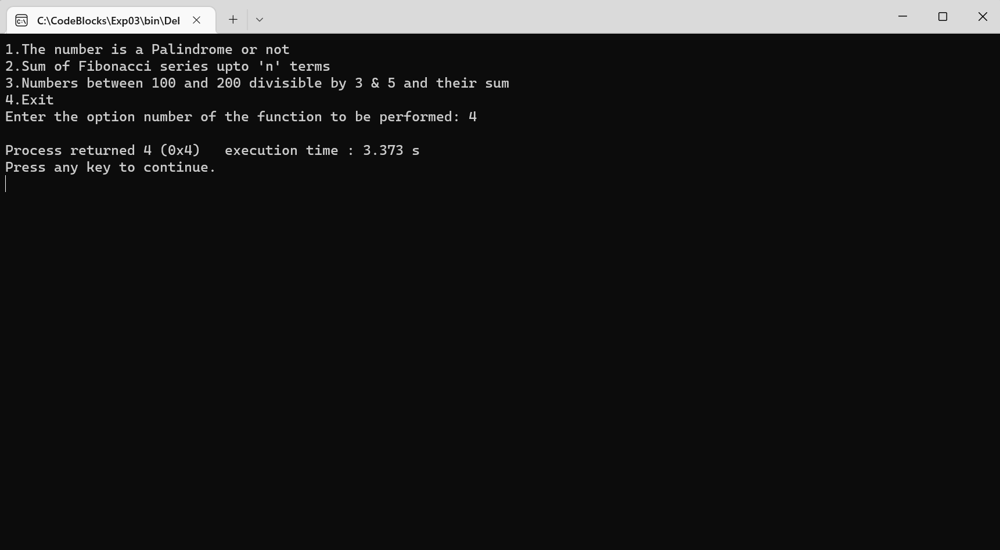 C:\CodeBlocks\Exp03\bin\Del
1.The number is a Palindrome or not
2.Sum of Fibonacci series upto 'n' terms
3.Numbers between 100 and 200 divisible by 3 & 5 and their sum
4.Exit
Enter the option number of the function to be performed: 4
Process returned 4 (0x4)   execution time : 3.373 s
Press any key to continue.